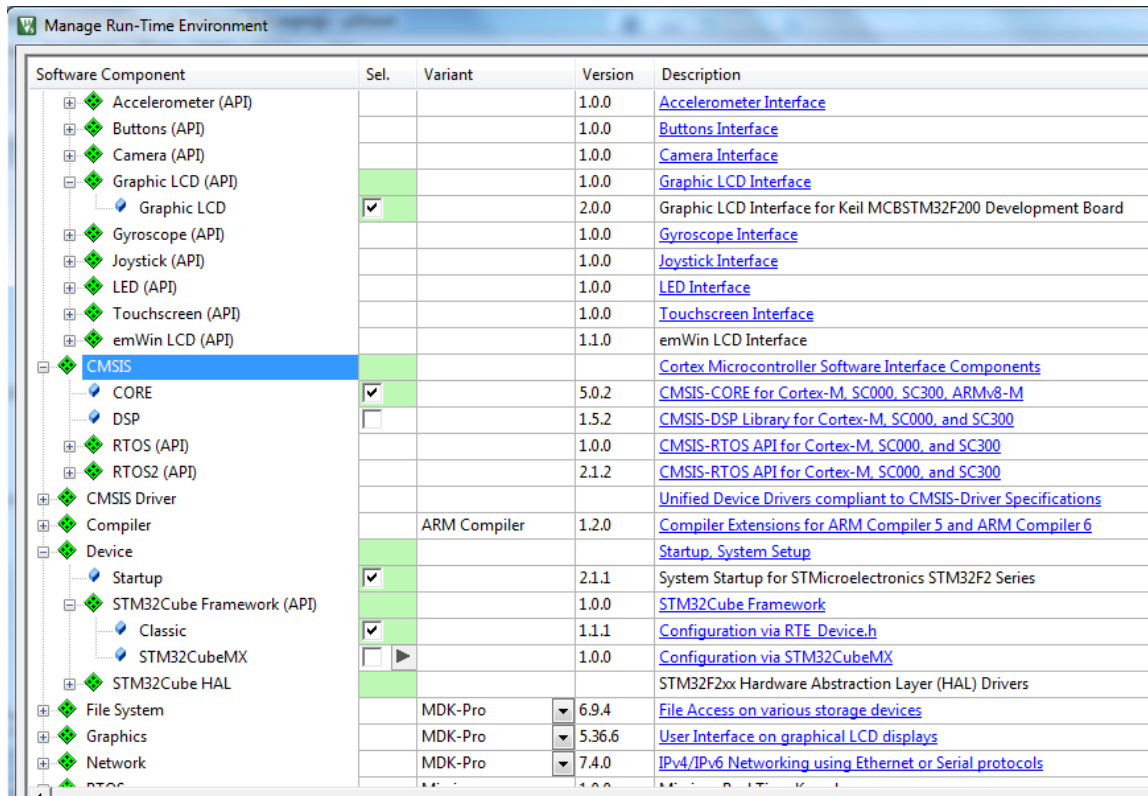 Manage Run-Time Environment
Software Component Sel. Variant Version Description
Accelerometer (API) 1.0.0 Accelerometer Interface
Buttons (API) 1.0.0 Buttons Interface
Camera (API) 1.0.0 Camera Interface
Graphic LCD (API) 1.0.0 Graphic LCD Interface
Graphic LCD 2.0.0 Graphic LCD Interface for Keil MCBSTM32F200 Development Board
Gyroscope (API) 1.0.0 Gyroscope Interface
Joystick (API) 1.0.0 Joystick Interface
LED (API) 1.0.0 LED Interface
Touchscreen (API) 1.0.0 Touchscreen Interface
emWin LCD (API) 1.1.0 emWin LCD Interface
CMSIS Cortex Microcontroller Software Interface Components
CORE 5.0.2 CMSIS-CORE for Cortex-M, SC000, SC300, ARMv8-M
DSP 1.5.2 CMSIS-DSP Library for Cortex-M, SC000, and SC300
RTOS (API) 1.0.0 CMSIS-RTOS API for Cortex-M, SC000, and SC300
RTOS2 (API) 2.1.2 CMSIS-RTOS API for Cortex-M, SC000, and SC300
CMSIS Driver Unified Device Drivers compliant to CMSIS-Driver Specifications
Compiler ARM Compiler 1.2.0 Compiler Extensions for ARM Compiler 5 and ARM Compiler 6
Device Startup, System Setup
Startup 2.1.1 System Startup for STMicroelectronics STM32F2 Series
STM32Cube Framework (API) 1.0.0 STM32Cube Framework
Classic 1.1.1 Configuration via RTE_Device.h
STM32CubeMX 1.0.0 Configuration via STM32CubeMX
STM32Cube HAL STM32F2xx Hardware Abstraction Layer (HAL) Drivers
File System MDK-Pro 6.9.4 File Access on various storage devices
Graphics MDK-Pro 5.36.6 User Interface on graphical LCD displays
Network MDK-Pro 7.4.0 IPv4/IPv6 Networking using Ethernet or Serial protocols